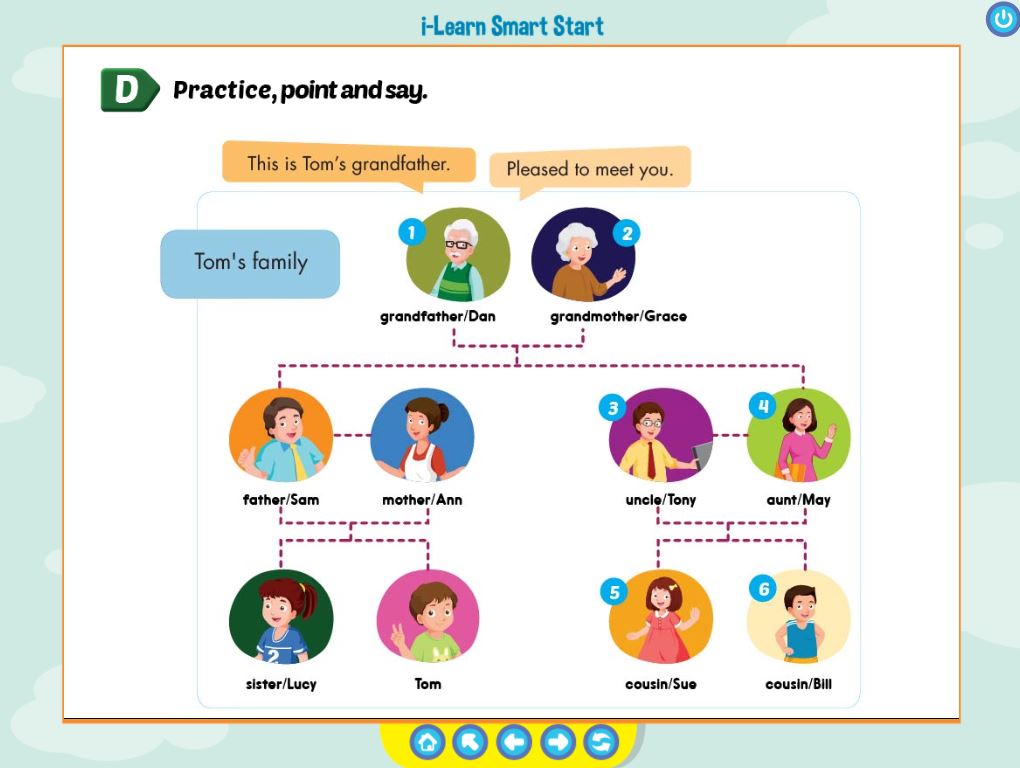 i-Learn Smart Start
D Practice, point and say.
This is Tom's grandfather.
Pleased to meet you.
Tom's family
1
2
grandfather/Dan
grandmother/Grace
3
4
father/Sam
mother/Ann
uncle/Tony
aunt/May
5
6
2
sister/Lucy
Tom
cousin/Sue
cousin/Bill